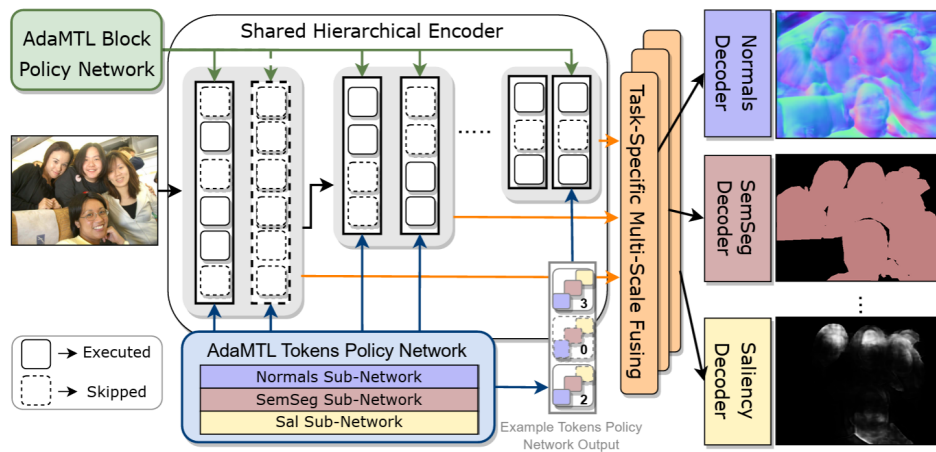 AdaMTL Block
Policy Network
Shared Hierarchical Encoder
Task-Specific Multi-Scale Fusing
Normals
Decoder
SemSeg
Decoder
Saliency
Decoder
......
...
3
0
2
Executed
Skipped
AdaMTL Tokens Policy Network
Normals Sub-Network
SemSeg Sub-Network
Sal Sub-Network
Example Tokens Policy
Network Output